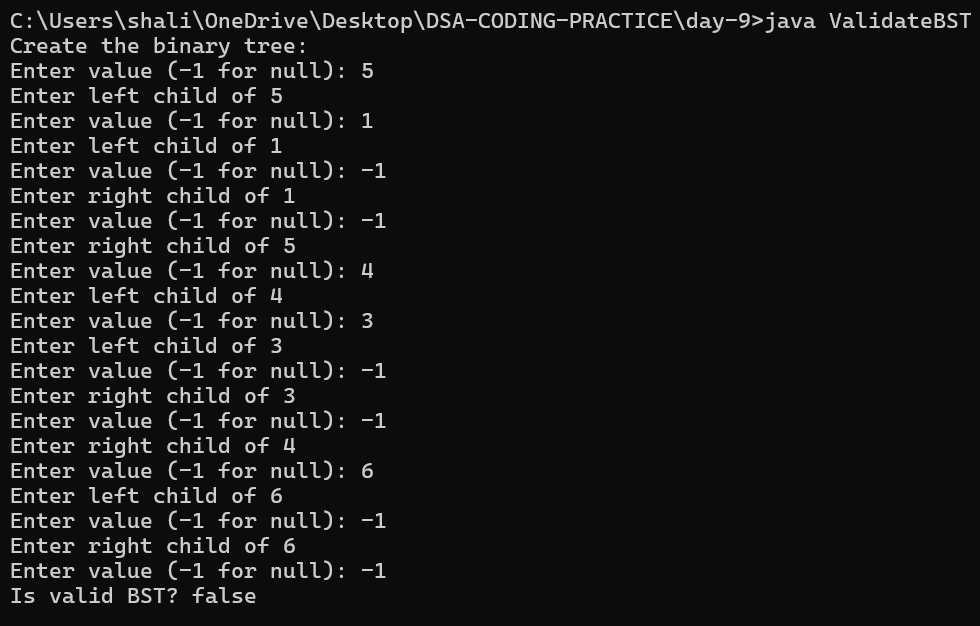 C:\Users\shali\OneDrive\Desktop\DSA-CODING-PRACTICE\day-9>java ValidateBST
Create the binary tree:
Enter value (-1 for null): 5
Enter left child of 5
Enter value (-1 for null): 1
Enter left child of 1
Enter value (-1 for null): -1
Enter right child of 1
Enter value (-1 for null): -1
Enter right child of 5
Enter value (-1 for null): 4
Enter left child of 4
Enter value (-1 for null): 3
Enter left child of 3
Enter value (-1 for null): -1
Enter right child of 3
Enter value (-1 for null): -1
Enter right child of 4
Enter value (-1 for null): 6
Enter left child of 6
Enter value (-1 for null): -1
Enter right child of 6
Enter value (-1 for null): -1
Is valid BST? false